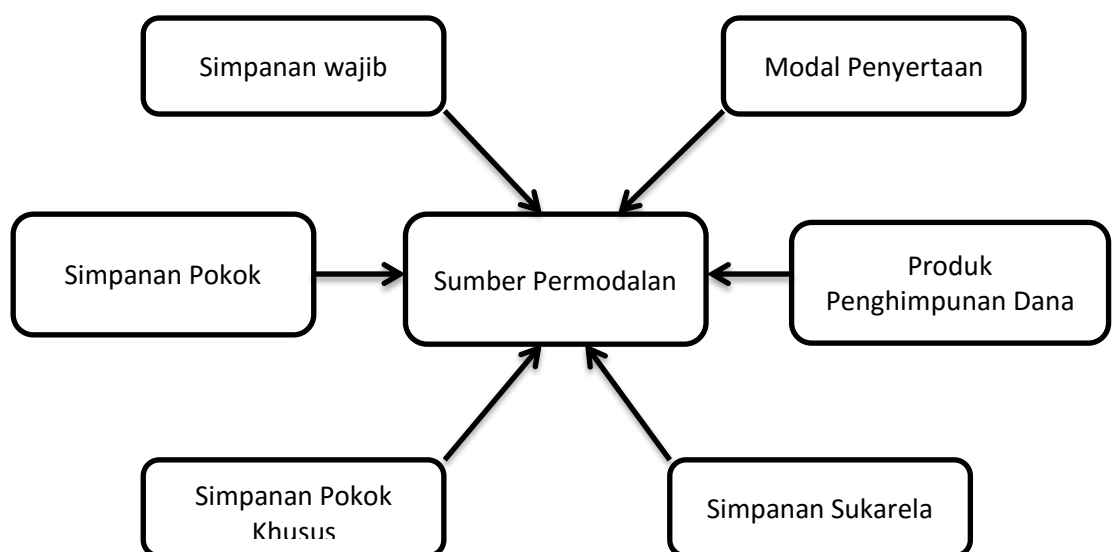 Simpanan wajib
Modal Penyertaan
Simpanan Pokok
Sumber Permodalan
Produk
Penghimpunan Dana
Simpanan Pokok
Khusus
Simpanan Sukarela